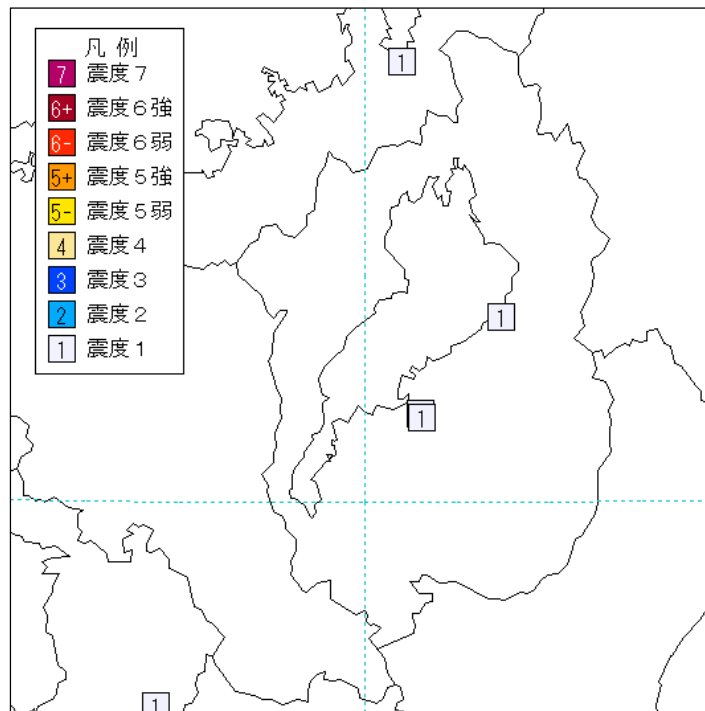 凡 例
7 震度7
6+ 震度6強
6- 震度6弱
5+ 震度5強
5- 震度5弱
4 震度4
3 震度3
2 震度2
1 震度1
1
1
1
1